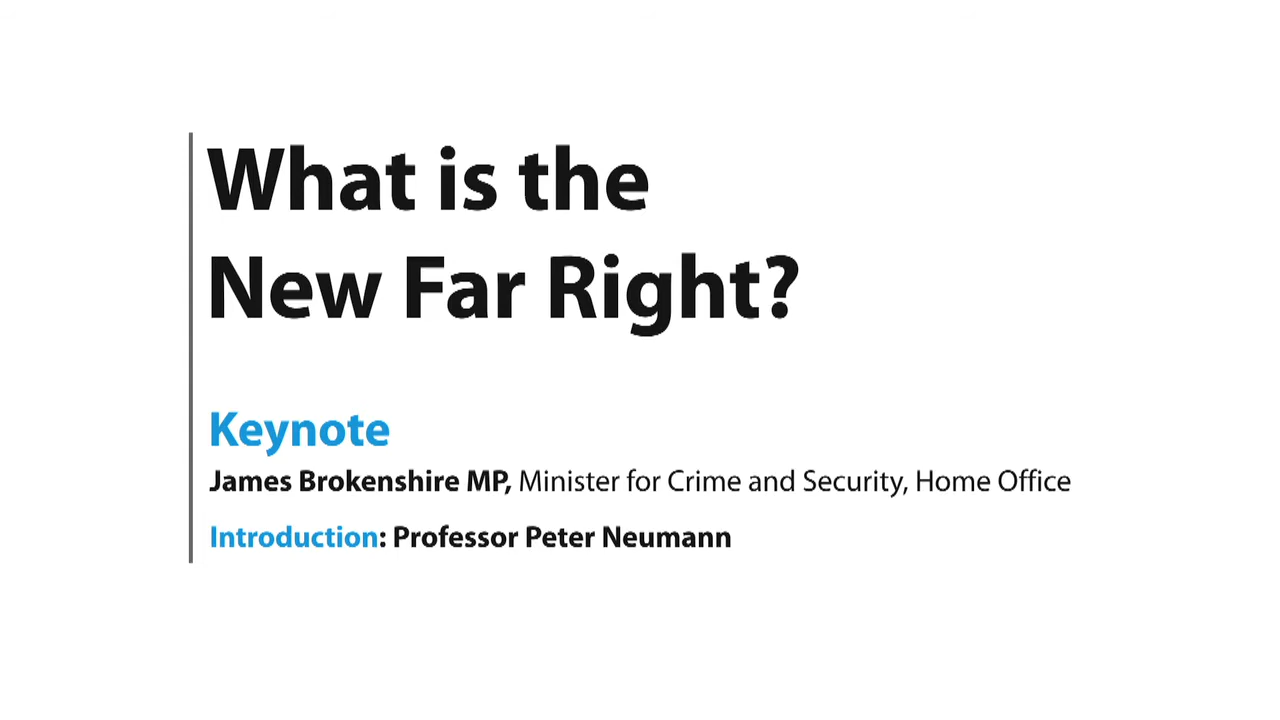 What is the
New Far Right?
Keynote
James Brokenshire MP, Minister for Crime and Security, Home Office
Introduction: Professor Peter Neumann